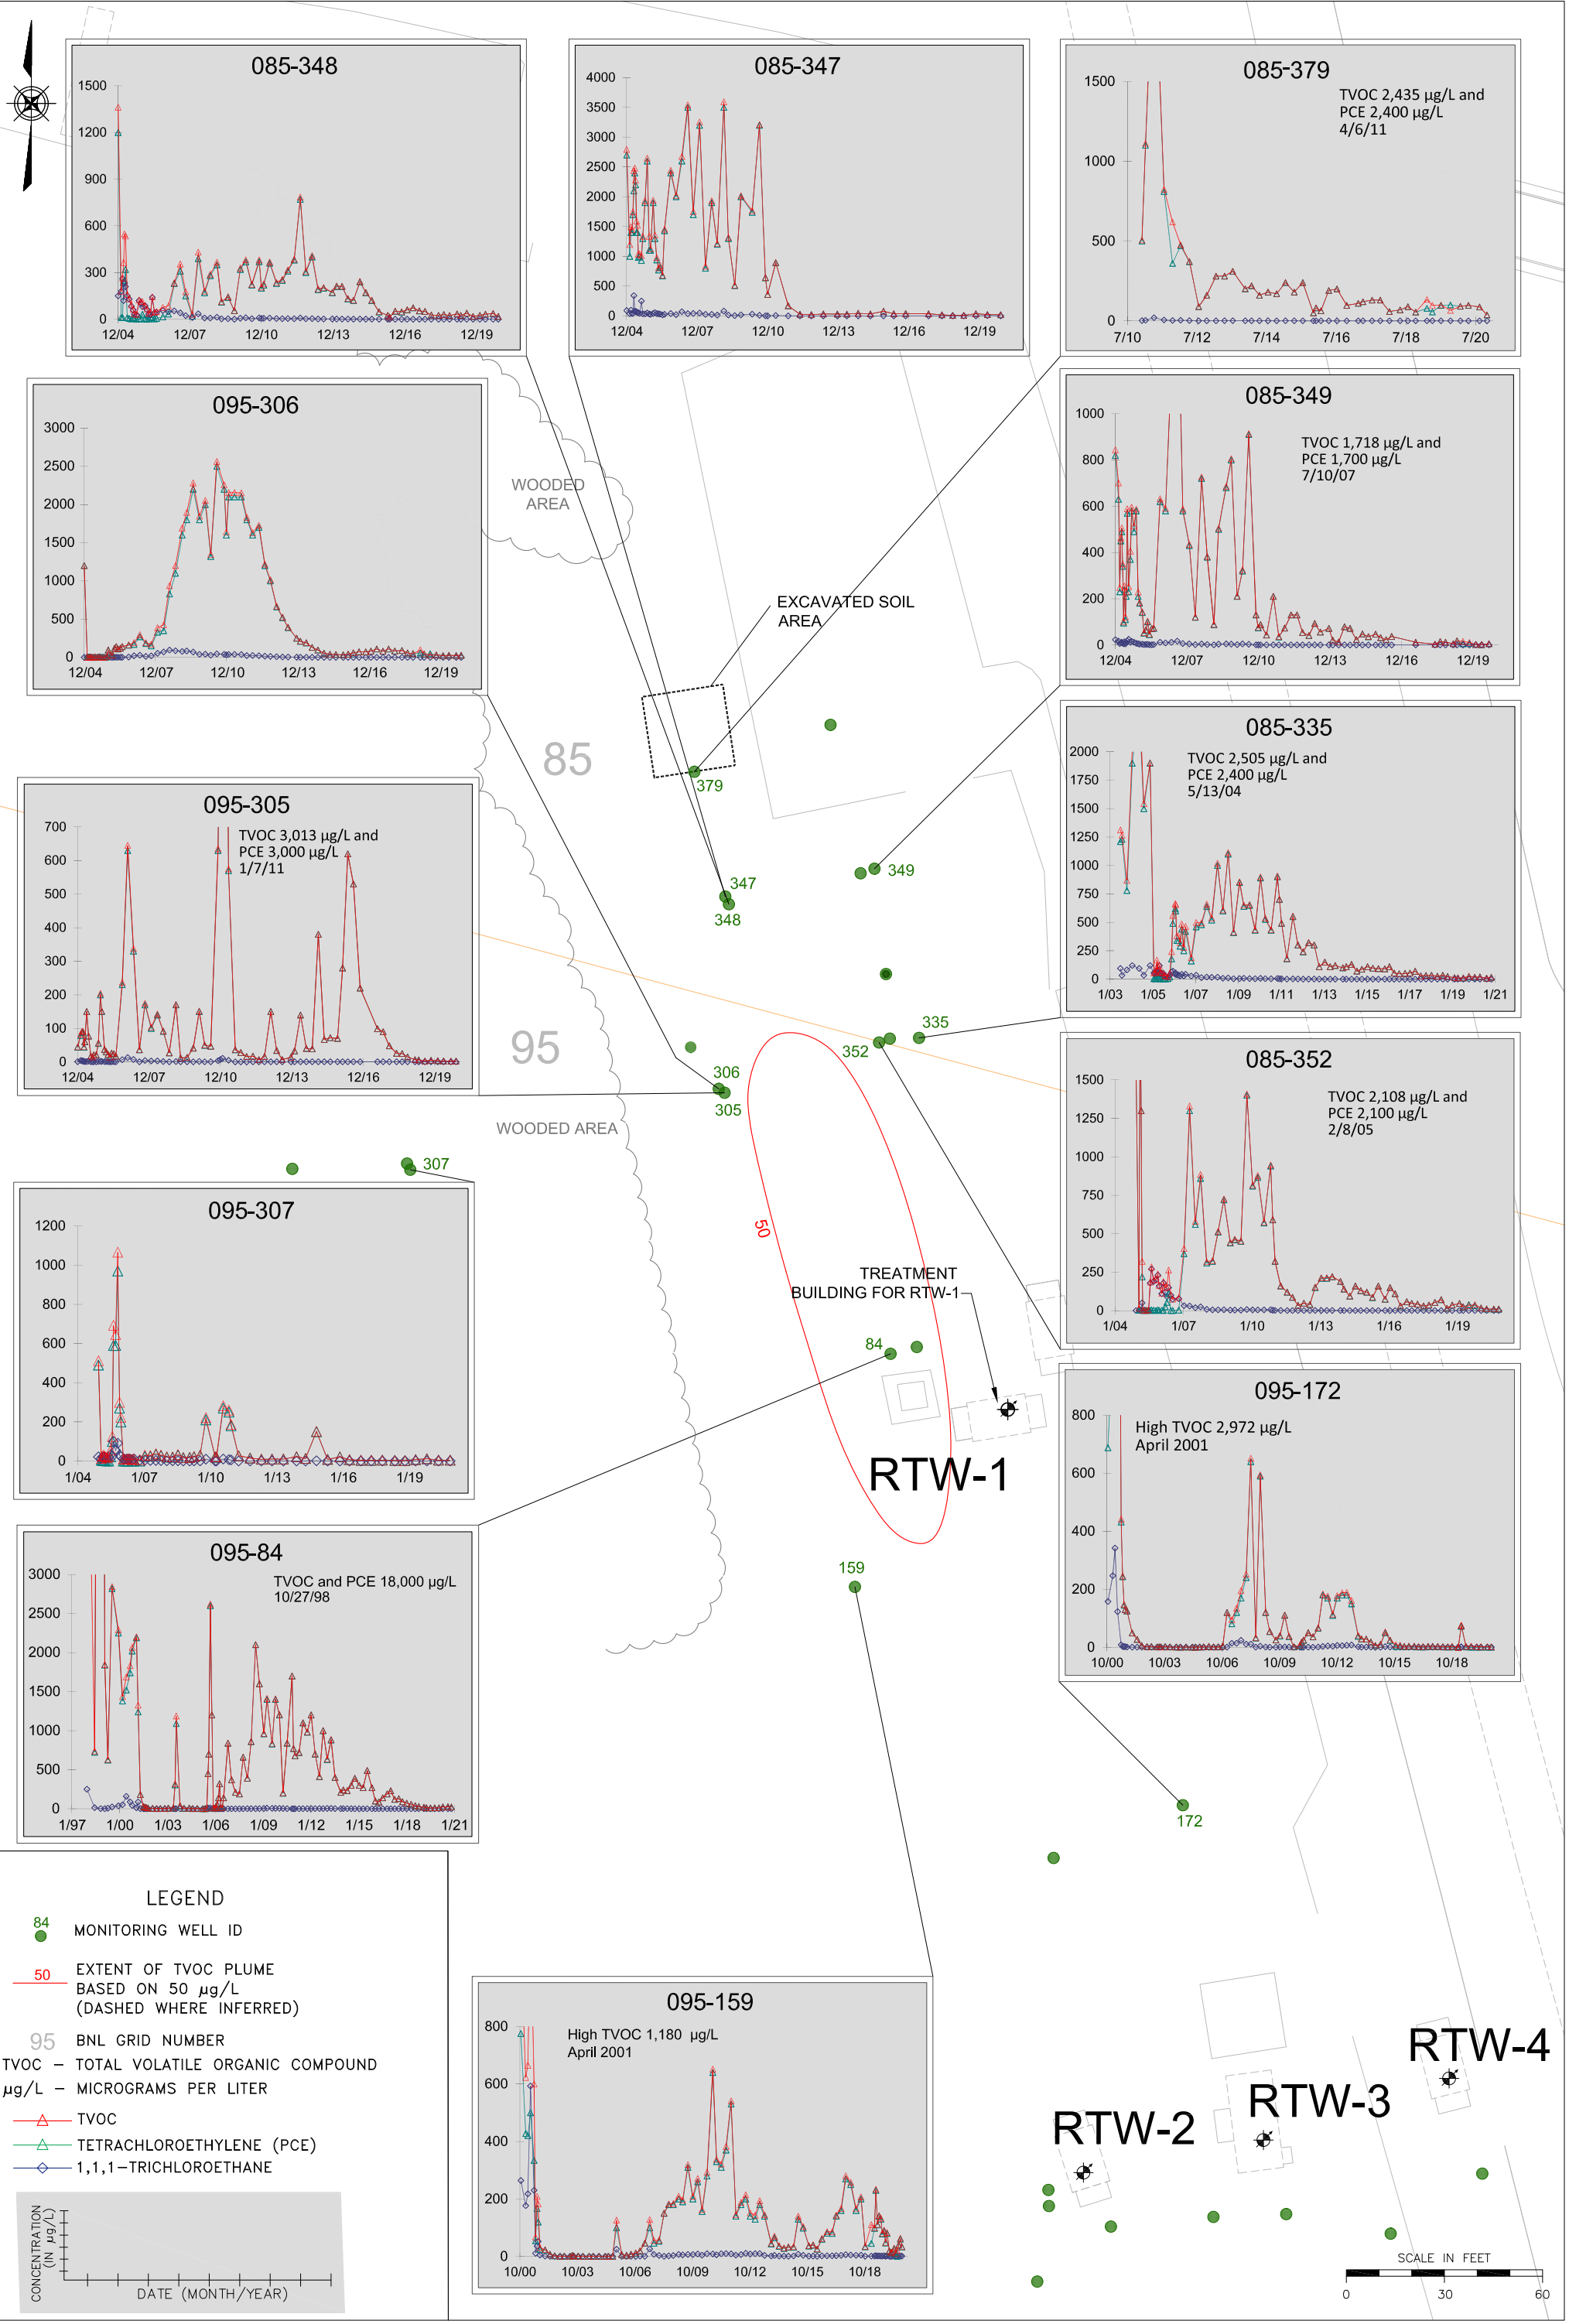 085-348
1500
1200
900
600
300
0
12/04 12/07 12/10 12/13 12/16 12/19
085-347
4000
3500
3000
2500
2000
1500
1000
500
0
12/04 12/07 12/10 12/13 12/16 12/19
085-379
TVOC 2,435 µg/L and
PCE 2,400 µg/L
4/6/11
1500
1000
500
0
7/10 7/12 7/14 7/16 7/18 7/20
095-306
3000
2500
2000
1500
1000
500
0
12/04 12/07 12/10 12/13 12/16 12/19
WOODED
AREA
085-349
TVOC 1,718 µg/L and
PCE 1,700 µg/L
7/10/07
1000
800
600
400
200
0
12/04 12/07 12/10 12/13 12/16 12/19
EXCAVATED SOIL
AREA
85
379
085-335
TVOC 2,505 µg/L and
PCE 2,400 µg/L
5/13/04
2000
1750
1500
1250
1000
750
500
250
0
1/03 1/05 1/07 1/09 1/11 1/13 1/15 1/17 1/19 1/21
095-305
TVOC 3,013 µg/L and
PCE 3,000 µg/L
1/7/11
700
600
500
400
300
200
100
0
12/04 12/07 12/10 12/13 12/16 12/19
349
347
348
335
352
95
306
305
WOODED AREA
307
085-352
TVOC 2,108 µg/L and
PCE 2,100 µg/L
2/8/05
1500
1250
1000
750
500
250
0
1/04 1/07 1/10 1/13 1/16 1/19
095-307
1200
1000
800
600
400
200
0
1/04 1/07 1/10 1/13 1/16 1/19
50
TREATMENT
BUILDING FOR RTW-1
84
RTW-1
095-172
High TVOC 2,972 µg/L
April 2001
800
600
400
200
0
10/00 10/03 10/06 10/09 10/12 10/15 10/18
095-84
TVOC and PCE 18,000 µg/L
10/27/98
3000
2500
2000
1500
1000
500
0
1/97 1/00 1/03 1/06 1/09 1/12 1/15 1/18 1/21
159
172
LEGEND
84
MONITORING WELL ID
50
EXTENT OF TVOC PLUME
BASED ON 50 µg/L
(DASHED WHERE INFERRED)
95 BNL GRID NUMBER
TVOC – TOTAL VOLATILE ORGANIC COMPOUND
µg/L – MICROGRAMS PER LITER
TVOC
TETRACHLOROETHYLENE (PCE)
1,1,1–TRICHLOROETHANE
CONCENTRATION
(IN µg/L)
DATE (MONTH/YEAR)
095-159
High TVOC 1,180 µg/L
April 2001
800
600
400
200
0
10/00 10/03 10/06 10/09 10/12 10/15 10/18
RTW-4
RTW-3
RTW-2
SCALE IN FEET
0 30 60